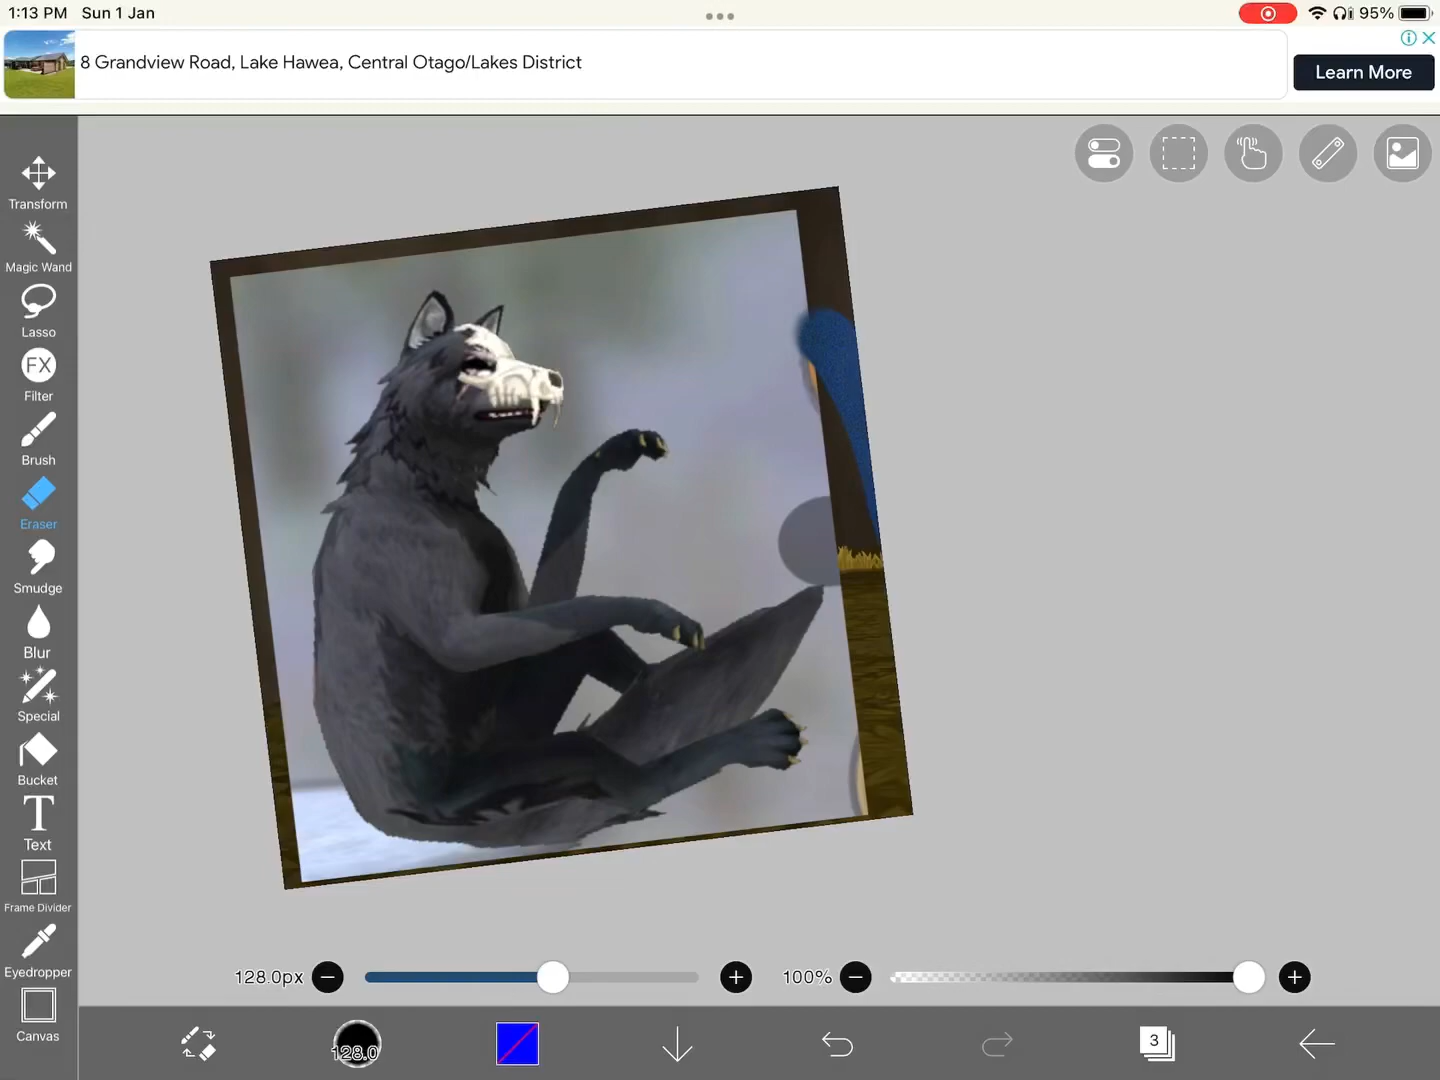 1:13 PM Sun 1 Jan
95%
8 Grandview Road, Lake Hawea, Central Otago/Lakes District
Learn More
Transform
Magic Wand
Lasso
FX
Filter
Brush
Eraser
Smudge
Blur
Special
Bucket
T
Text
Frame Divider
Eyedropper
Canvas
128.0px
100%
128.0
3